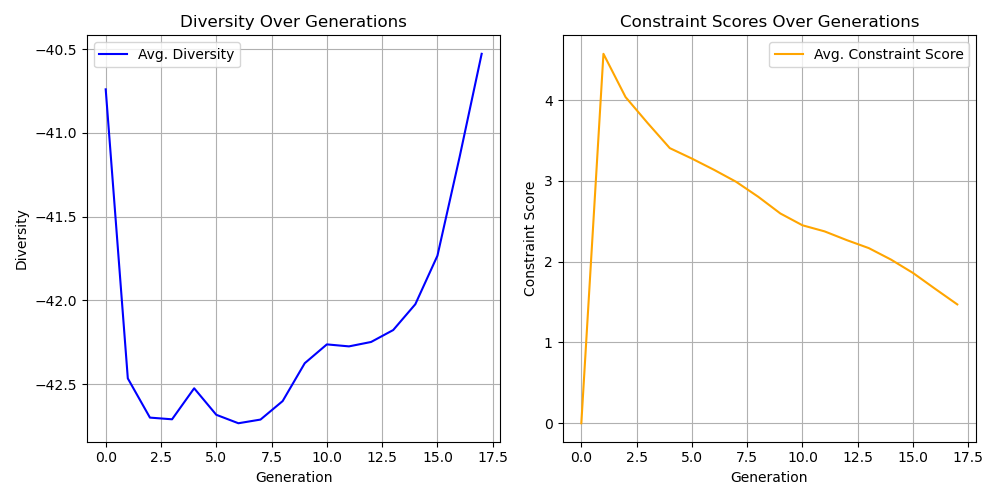 Diversity Over Generations
Avg. Diversity
−40.5
−41.0
−41.5
−42.0
−42.5
Diversity
0.0 2.5 5.0 7.5 10.0 12.5 15.0 17.5
Generation
Constraint Scores Over Generations
Avg. Constraint Score
4
3
2
1
0
Constraint Score
0.0 2.5 5.0 7.5 10.0 12.5 15.0 17.5
Generation